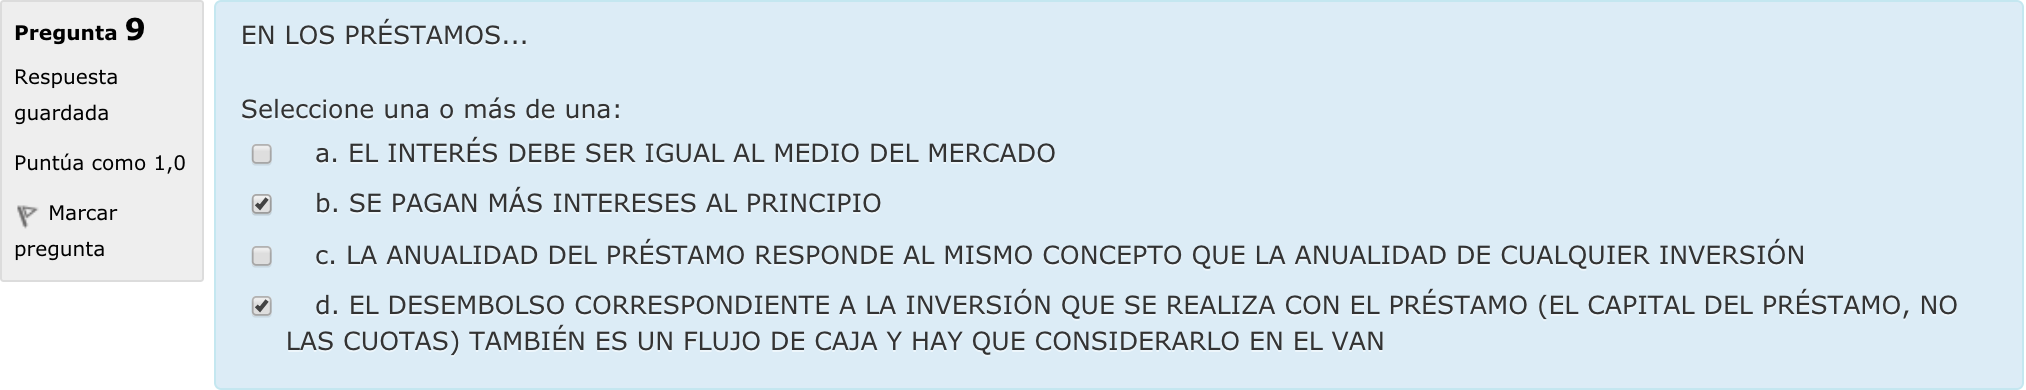 Pregunta 9
Respuesta
guardada
Puntúa como 1,0
Marcar
pregunta
EN LOS PRÉSTAMOS...
Seleccione una o más de una:
a. EL INTERÉS DEBE SER IGUAL AL MEDIO DEL MERCADO
b. SE PAGAN MÁS INTERESES AL PRINCIPIO
c. LA ANUALIDAD DEL PRÉSTAMO RESPONDE AL MISMO CONCEPTO QUE LA ANUALIDAD DE CUALQUIER INVERSIÓN
d. EL DESEMBOLSO CORRESPONDIENTE A LA INVERSIÓN QUE SE REALIZA CON EL PRÉSTAMO (EL CAPITAL DEL PRÉSTAMO, NO
LAS CUOTAS) TAMBIÉN ES UN FLUJO DE CAJA Y HAY QUE CONSIDERARLO EN EL VAN